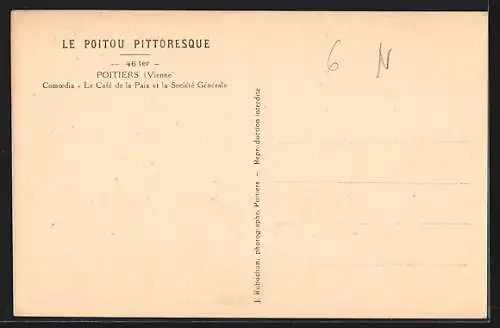 LE POITOU PITTORESQUE
-- 46 ter --
POITIERS (Vienne)
Comœdia - Le Café de la Paix et la Société Générale
J. Robuchon, photographe, Poitiers - Reproduction interdite
6 N